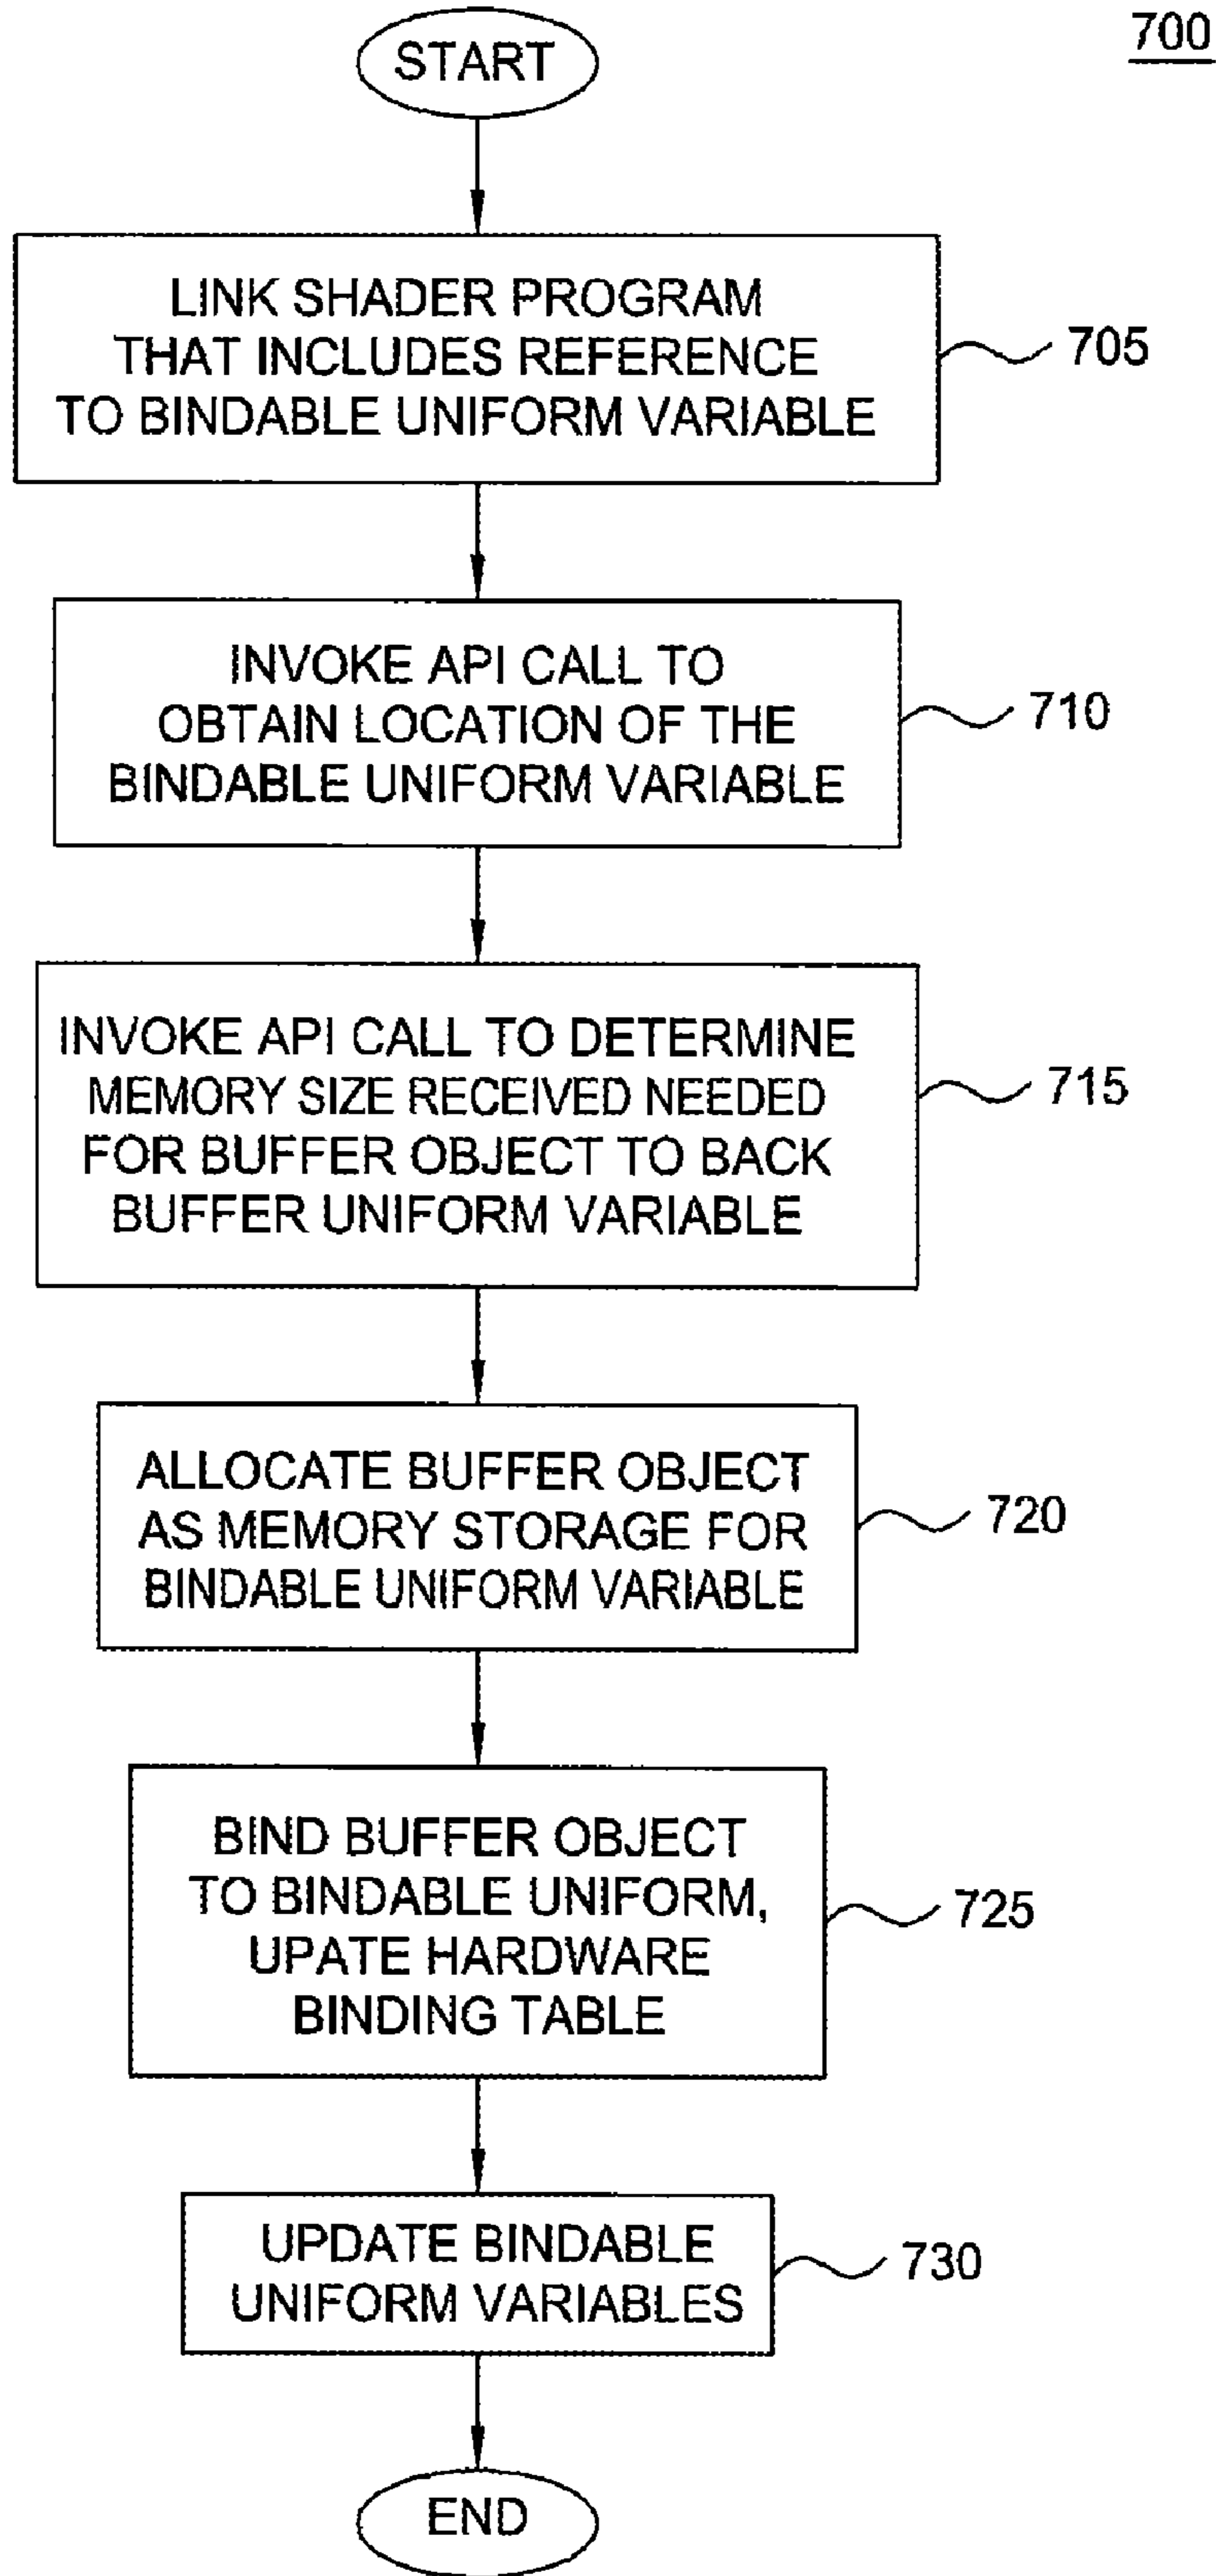 700
START
LINK SHADER PROGRAM
THAT INCLUDES REFERENCE
TO BINDABLE UNIFORM VARIABLE
705
INVOKE API CALL TO
OBTAIN LOCATION OF THE
BINDABLE UNIFORM VARIABLE
710
INVOKE API CALL TO DETERMINE
MEMORY SIZE RECEIVED NEEDED
FOR BUFFER OBJECT TO BACK
BUFFER UNIFORM VARIABLE
715
ALLOCATE BUFFER OBJECT
AS MEMORY STORAGE FOR
BINDABLE UNIFORM VARIABLE
720
BIND BUFFER OBJECT
TO BINDABLE UNIFORM,
UPATE HARDWARE
BINDING TABLE
725
UPDATE BINDABLE
UNIFORM VARIABLES
730
END